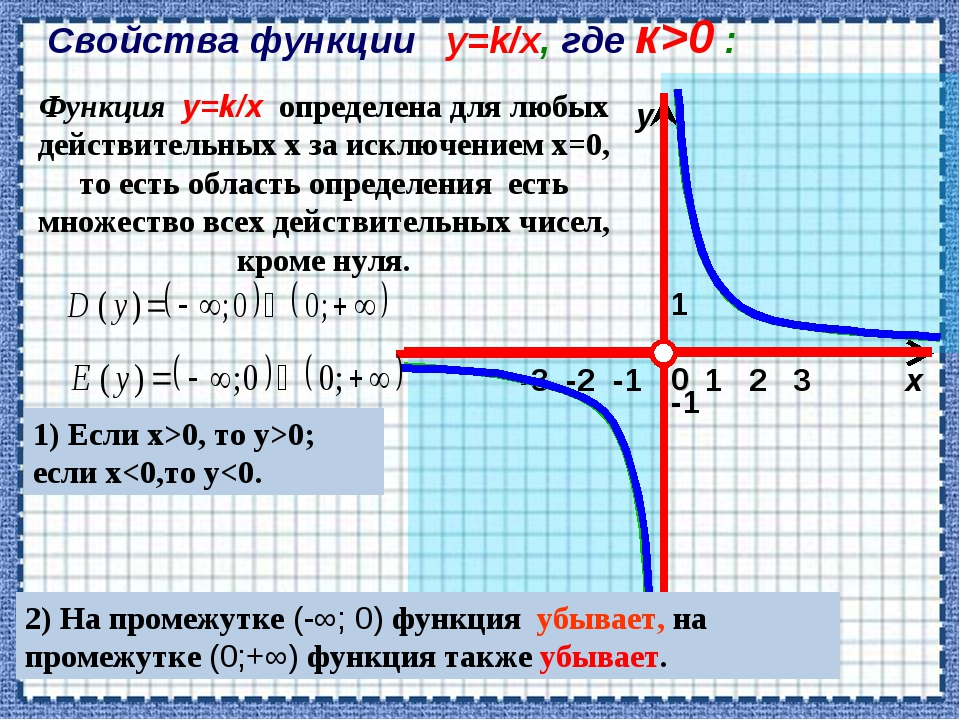 Свойства функции y=k/x, где к>0 :
Функция y=k/x определена для любых
действительных х за исключением х=0,
то есть область определения есть
множество всех действительных чисел,
кроме нуля.
D(y)=(-∞;0) (0;+∞)
E(y)=(-∞;0) (0;+∞)
1) Если х>0, то у>0;
если х<0,то у<0.
у
1
-3 -2 -1 0 1 2 3 х
-1
2) На промежутке (-∞; 0) функция убывает, на
промежутке (0;+∞) функция также убывает.